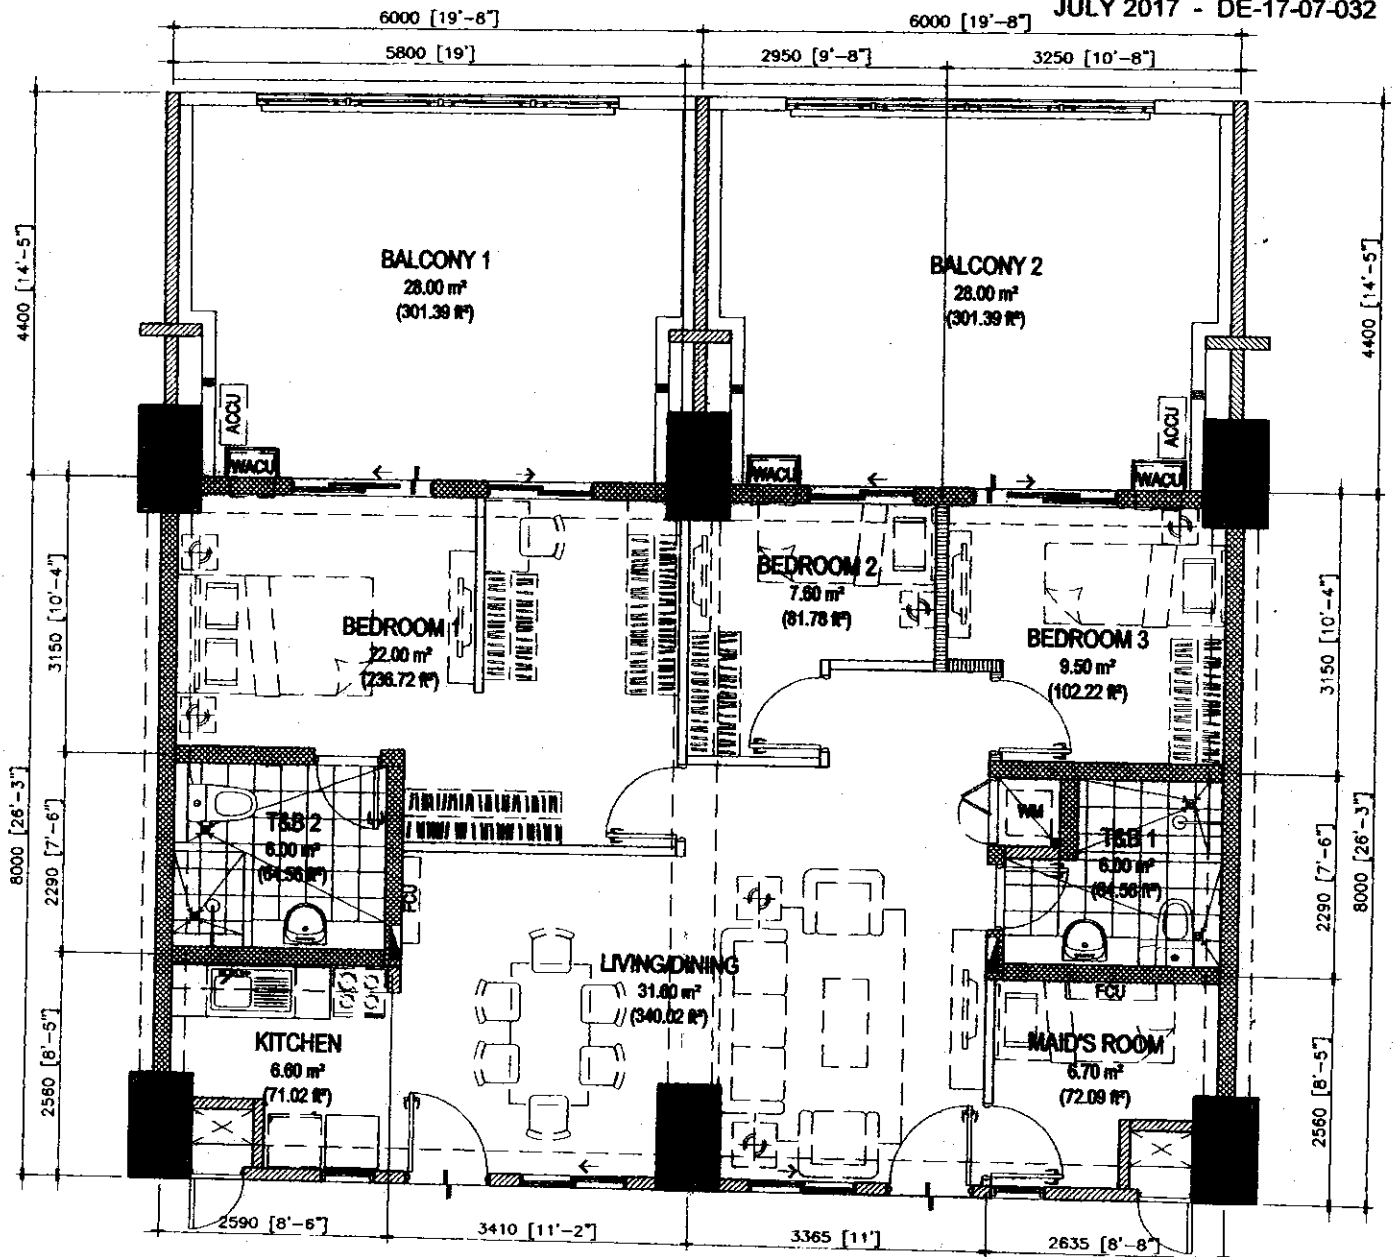 JULY 2017 - DE-17-07-032
6000 [19'-8"]
6000 [19'-8"]
5800 [19']
2950 [9'-8"]
3250 [10'-8"]
4400 [14'-5"]
4400 [14'-5"]
BALCONY 1
28.00 m²
(301.39 ft²)
BALCONY 2
28.00 m²
(301.39 ft²)
ACCU
ACCU
WACU
WACU
WACU
3150 [10'-4"]
3150 [10'-4"]
BEDROOM 1
22.00 m²
(236.72 ft²)
BEDROOM 2
7.60 m²
(81.78 ft²)
BEDROOM 3
9.50 m²
(102.22 ft²)
8000 [26'-3"]
8000 [26'-3"]
2290 [7'-6"]
2290 [7'-6"]
T&B 2
6.00 m²
(64.56 ft²)
FCU
WM
T&B 1
6.00 m²
(64.56 ft²)
LIVING/DINING
31.60 m²
(340.02 ft²)
FCU
KITCHEN
6.60 m²
(71.02 ft²)
MAID'S ROOM
6.70 m²
(72.09 ft²)
2560 [8'-5"]
2560 [8'-5"]
2590 [8'-6"]
3410 [11'-2"]
3365 [11']
2635 [8'-8"]